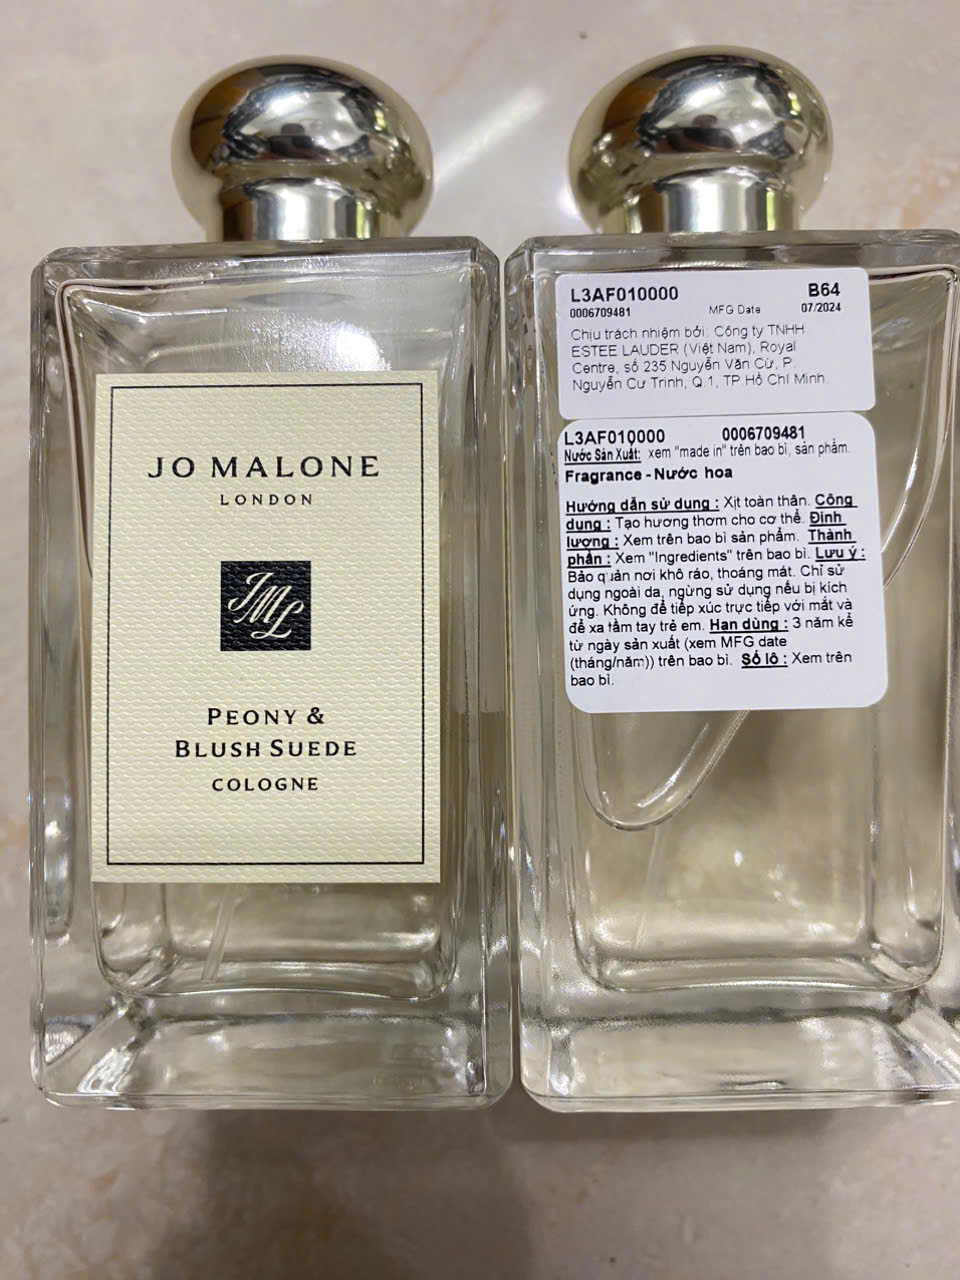 JO MALONE
LONDON
JML
PEONY &
BLUSH SUEDE
COLOGNE
L3AF010000 B64
0006709481 MFG Date 07/2024
Chịu trách nhiệm bởi: Công ty TNHH
ESTEE LAUDER (Việt Nam), Royal
Centre, số 235 Nguyễn Văn Cừ, P.
Nguyễn Cư Trinh, Q.1, TP Hồ Chí Minh.
L3AF010000 0006709481
Nước Sản Xuất: xem "made in" trên bao bì, sản phẩm.
Fragrance - Nước hoa
Hướng dẫn sử dụng : Xịt toàn thân. Công
dụng : Tạo hương thơm cho cơ thể. Định
lượng : Xem trên bao bì sản phẩm. Thành
phần : Xem "Ingredients" trên bao bì. Lưu ý :
Bảo quản nơi khô ráo, thoáng mát. Chỉ sử
dụng ngoài da, ngừng sử dụng nếu bị kích
ứng. Không để tiếp xúc trực tiếp với mắt và
để xa tầm tay trẻ em. Hạn dùng : 3 năm kể
từ ngày sản xuất (xem MFG date
(tháng/năm)) trên bao bì. Số lô : Xem trên
bao bì.